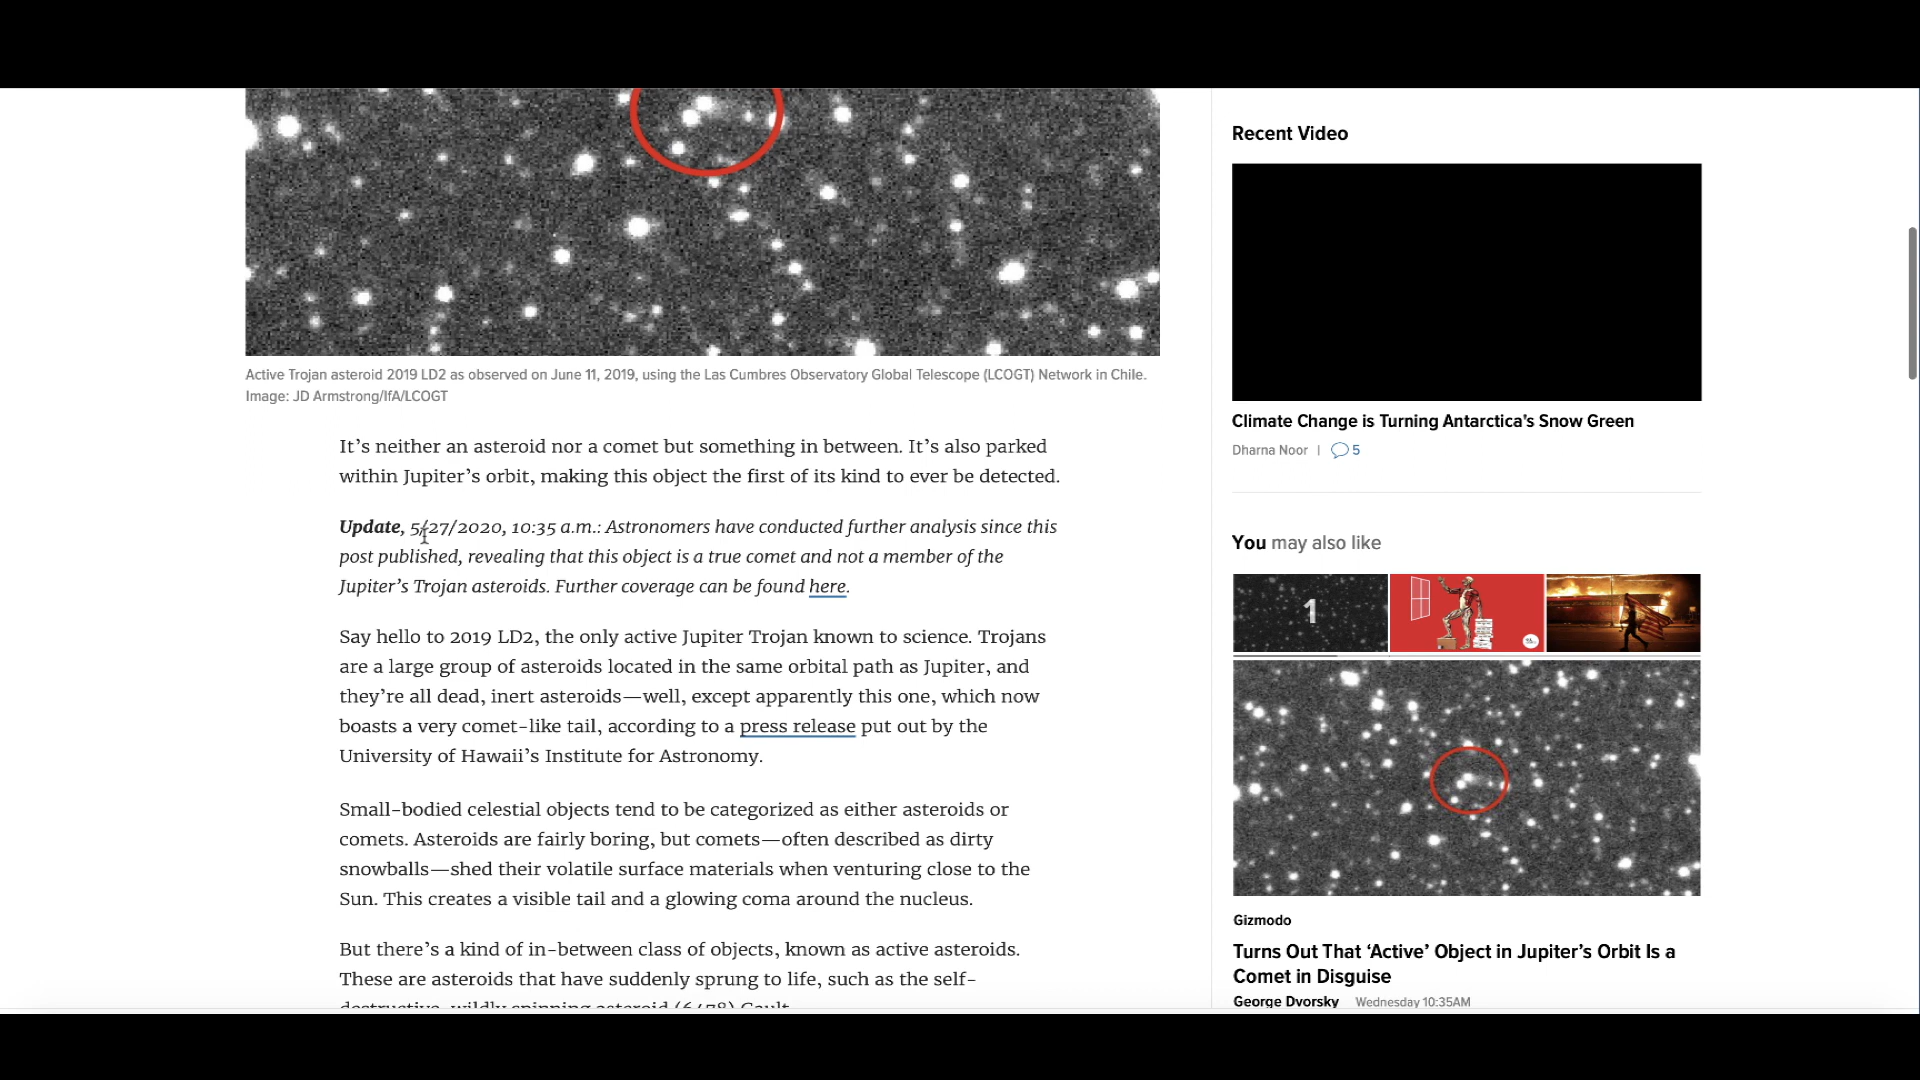 Active Trojan asteroid 2019 LD2 as observed on June 11, 2019, using the Las Cumbres Observatory Global Telescope (LCOGT) Network in Chile.
Image: JD Armstrong/IfA/LCOGT
It’s neither an asteroid nor a comet but something in between. It’s also parked
within Jupiter’s orbit, making this object the first of its kind to ever be detected.
Update, 5/27/2020, 10:35 a.m.: Astronomers have conducted further analysis since this
post published, revealing that this object is a true comet and not a member of the
Jupiter’s Trojan asteroids. Further coverage can be found here.
Say hello to 2019 LD2, the only active Jupiter Trojan known to science. Trojans
are a large group of asteroids located in the same orbital path as Jupiter, and
they’re all dead, inert asteroids—well, except apparently this one, which now
boasts a very comet-like tail, according to a press release put out by the
University of Hawaii’s Institute for Astronomy.
Small-bodied celestial objects tend to be categorized as either asteroids or
comets. Asteroids are fairly boring, but comets—often described as dirty
snowballs—shed their volatile surface materials when venturing close to the
Sun. This creates a visible tail and a glowing coma around the nucleus.
But there’s a kind of in-between class of objects, known as active asteroids.
These are asteroids that have suddenly sprung to life, such as the self-
destructive, wildly spinning asteroid (6478) Gault.
Recent Video
Climate Change is Turning Antarctica's Snow Green
Dharna Noor | 5
You may also like
1
Gizmodo
Turns Out That ‘Active’ Object in Jupiter’s Orbit Is a
Comet in Disguise
George Dvorsky Wednesday 10:35AM